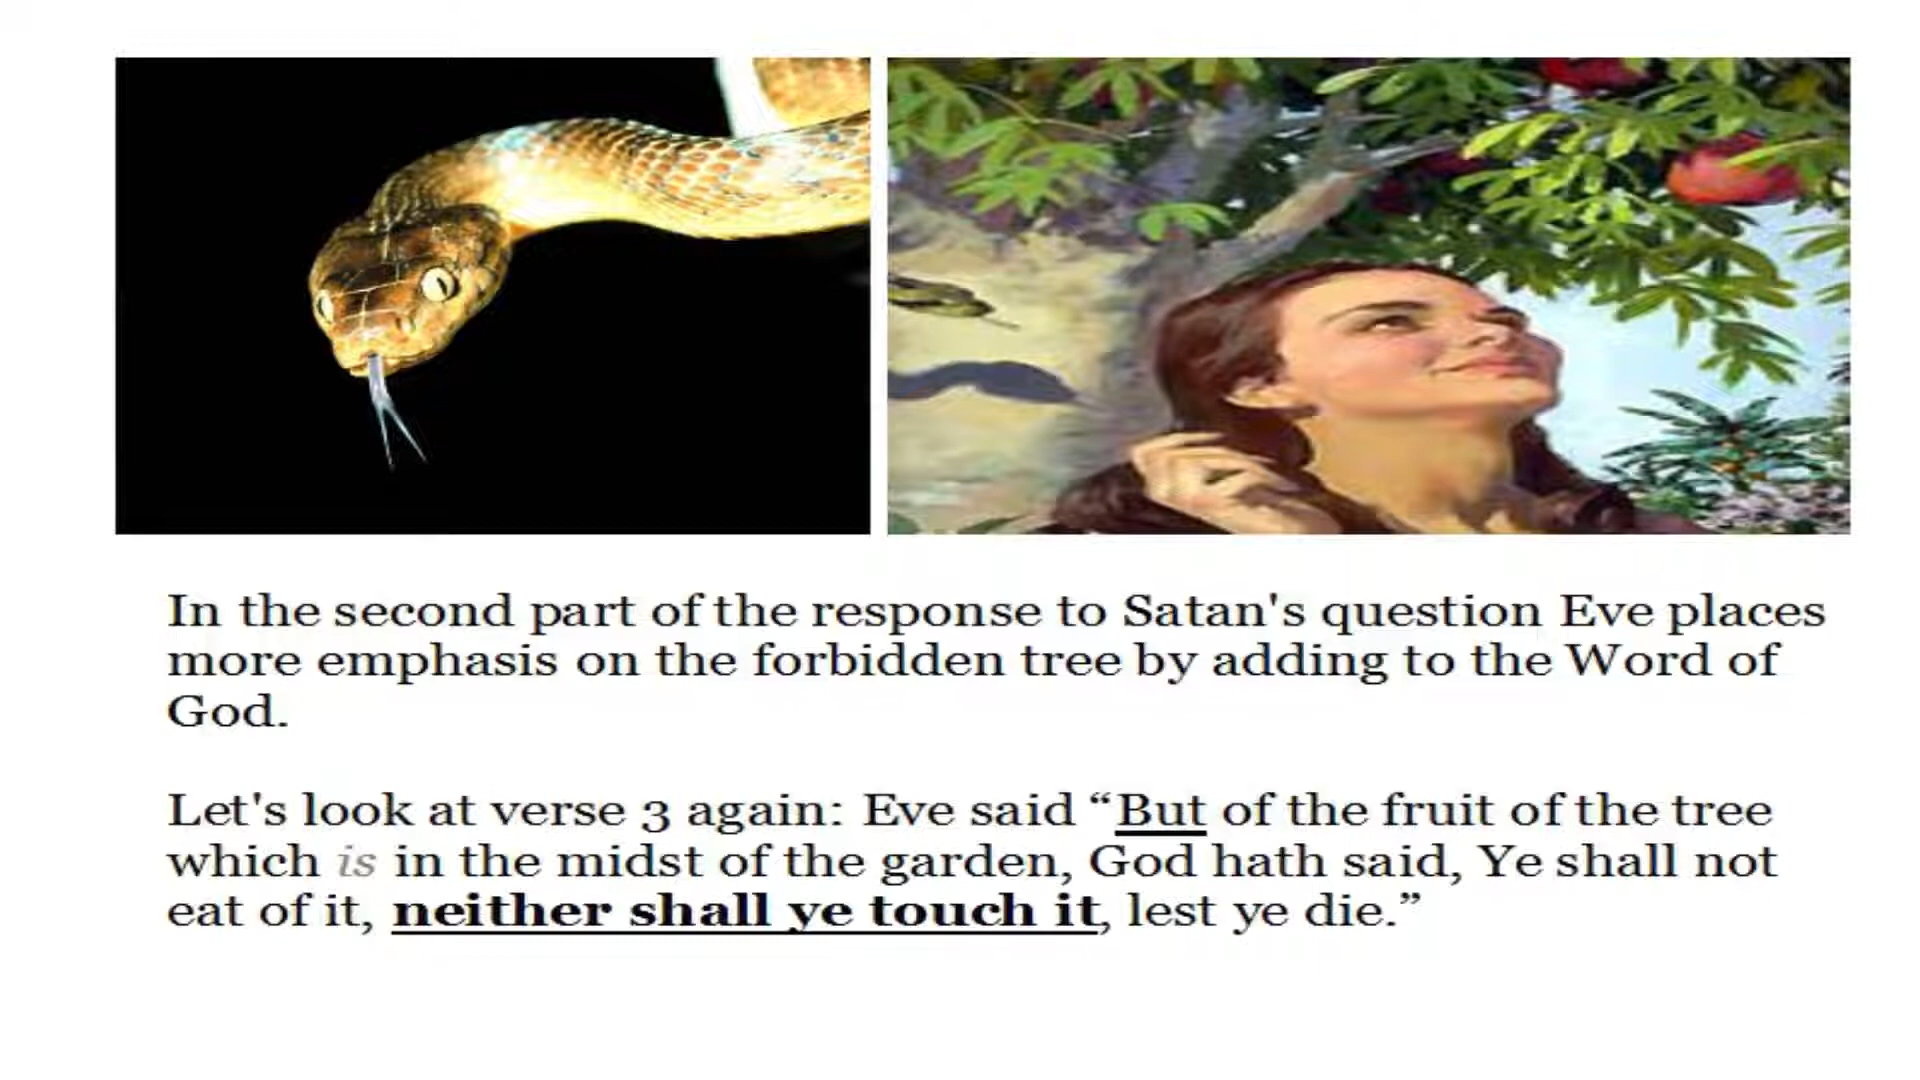 In the second part of the response to Satan's question Eve places
more emphasis on the forbidden tree by adding to the Word of
God.
Let's look at verse 3 again: Eve said “But of the fruit of the tree
which is in the midst of the garden, God hath said, Ye shall not
eat of it, neither shall ye touch it, lest ye die.”